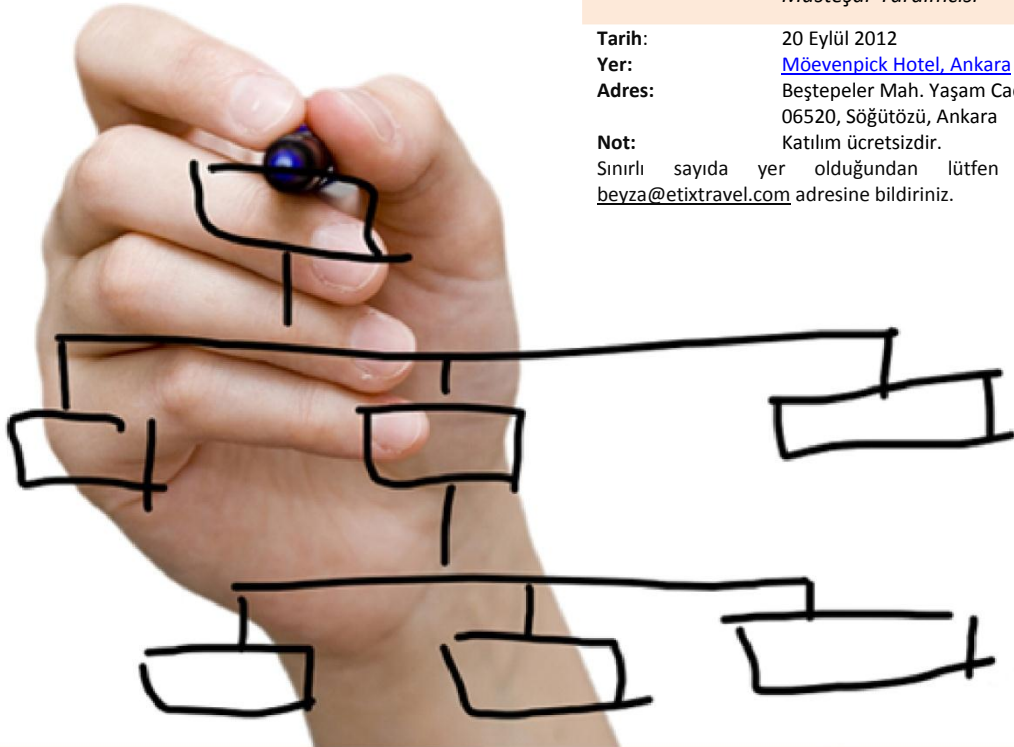 Müsteşar Yardımcısı
Tarih: 20 Eylül 2012
Yer: Möevenpick Hotel, Ankara
Adres: Beştepeler Mah. Yaşam
06520, Söğütözü, Ankara
Not: Katılım ücretsizdir.
Sınırlı sayıda yer olduğundan lütfen
beyza@etixtravel.com adresine bildiriniz.